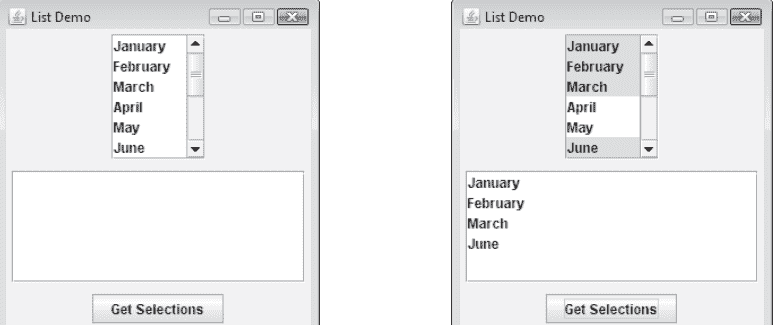 List Demo
January
February
March
April
May
June
Get Selections
List Demo
January
February
March
April
May
June
January
February
March
June
Get Selections